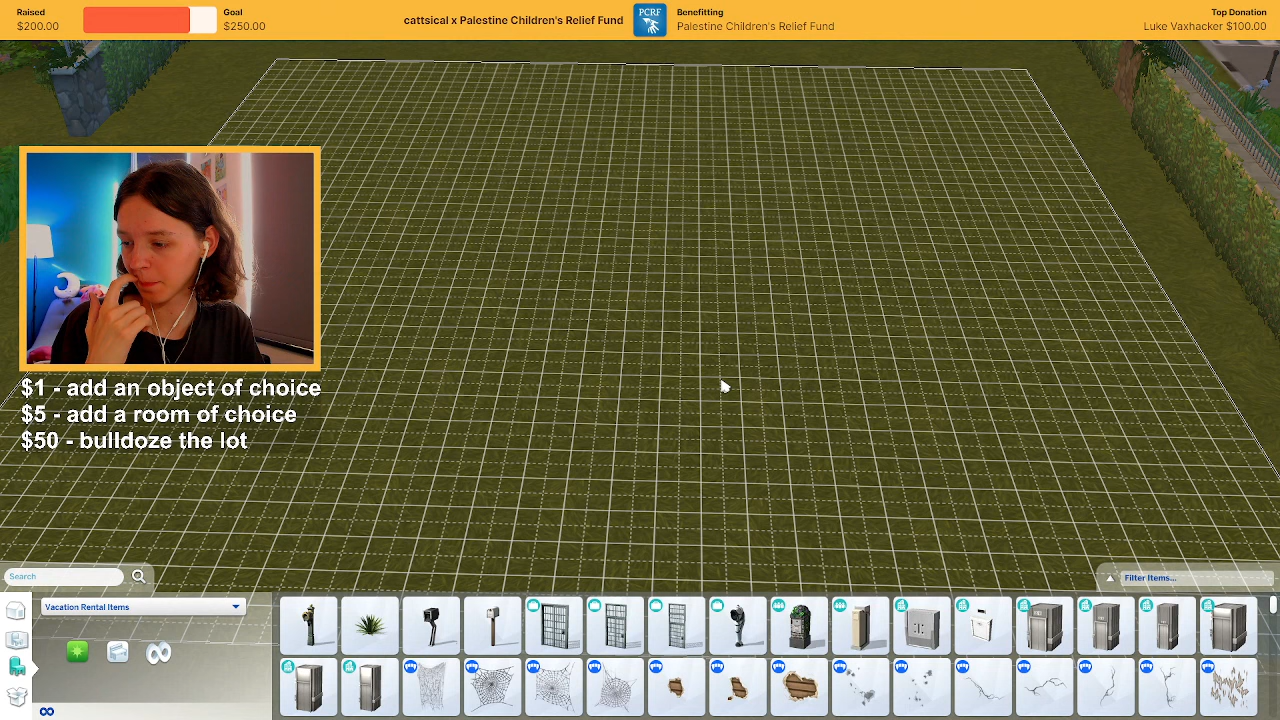 Raised
$200.00
Goal
$250.00
cattsical x Palestine Children's Relief Fund
PCRF
Benefitting
Palestine Children's Relief Fund
Top Donation
Luke Vaxhacker $100.00
$1 - add an object of choice
$5 - add a room of choice
$50 - bulldoze the lot
Search
Filter Items...
Vacation Rental Items